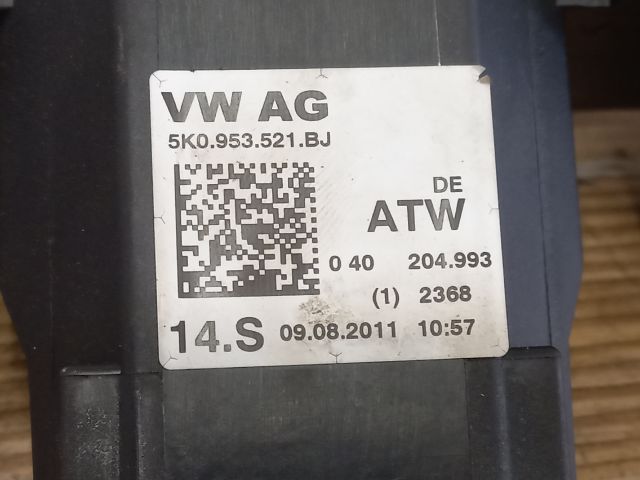 VW AG
5K0.953.521.BJ
DE
ATW
0 40 204.993
(1) 2368
14.S 09.08.2011 10:57